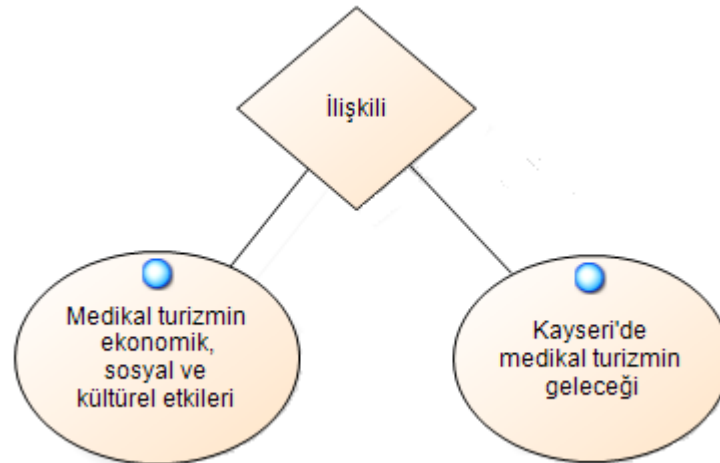 İlişkili
Medikal turizmin
ekonomik,
sosyal ve
kültürel etkileri
Kayseri'de
medikal turizmin
geleceği